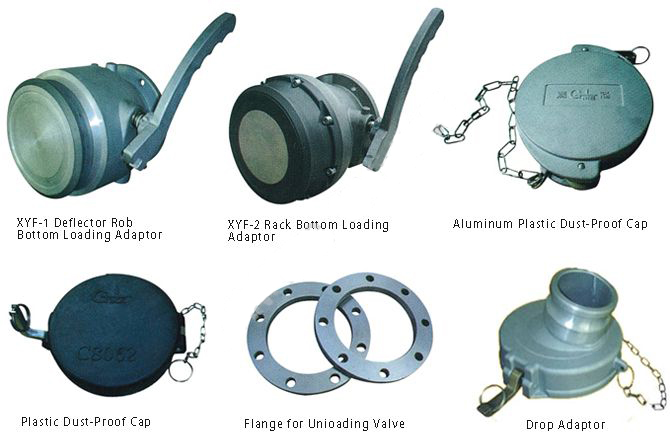 XYF-1 Deflector Rob
Bottom Loading Adaptor
XYF-2 Rack Bottom Loading
Adaptor
Aluminum Plastic Dust-Proof Cap
Plastic Dust-Proof Cap
Flange for Unioading Valve
Drop Adaptor